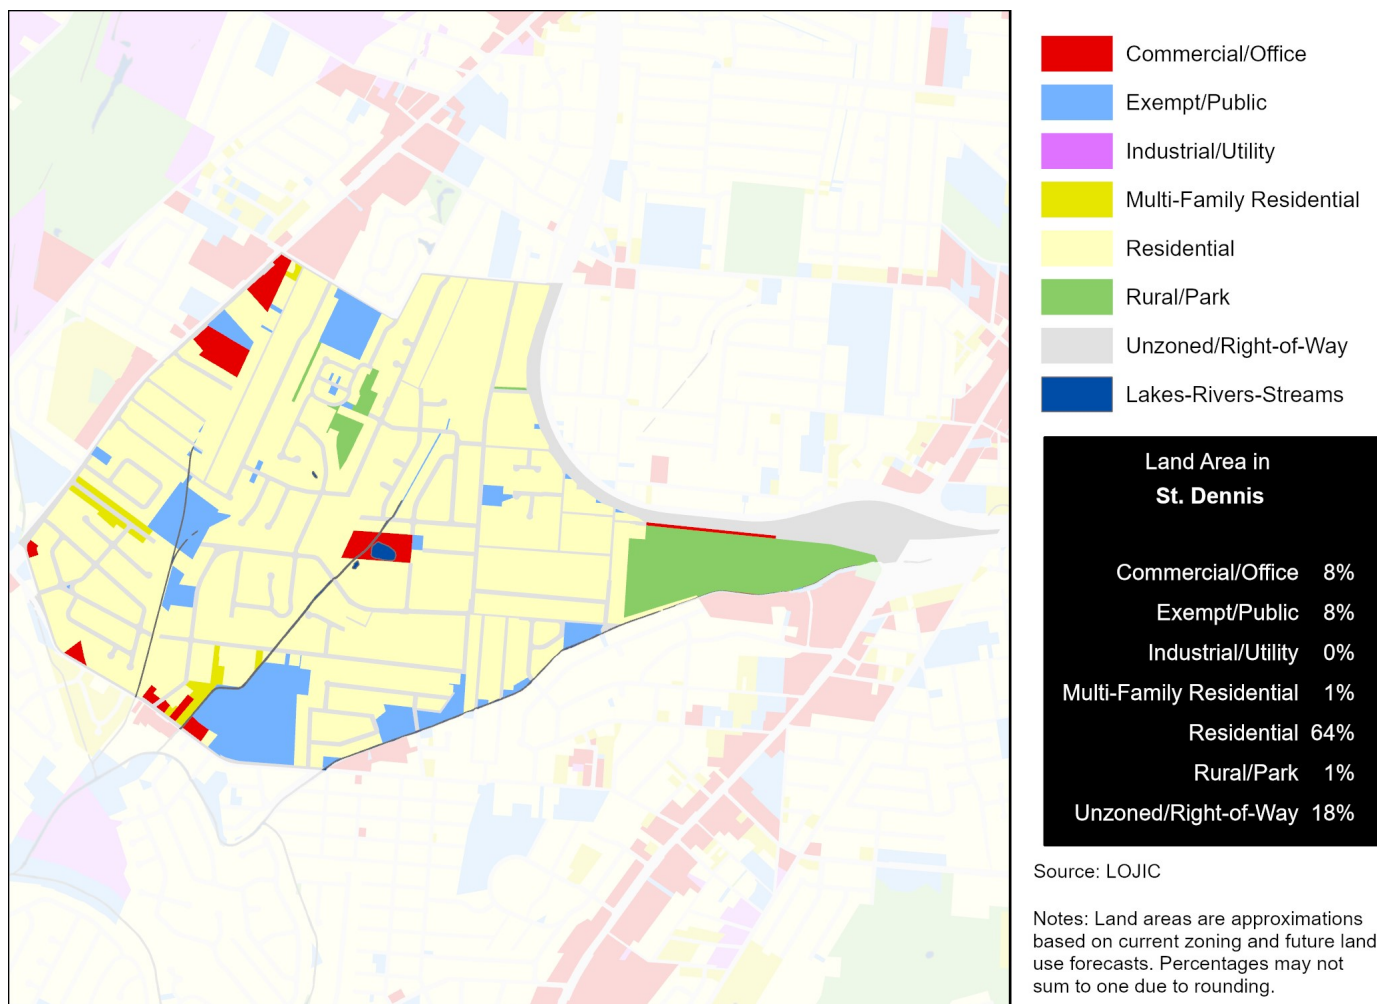 Commercial/Office
Exempt/Public
Industrial/Utility
Multi-Family Residential
Residential
Rural/Park
Unzoned/Right-of-Way
Lakes-Rivers-Streams
Land Area in
St. Dennis
Commercial/Office 8%
Exempt/Public 8%
Industrial/Utility 0%
Multi-Family Residential 1%
Residential 64%
Rural/Park 1%
Unzoned/Right-of-Way 18%
Source: LOJIC
Notes: Land areas are approximations
based on current zoning and future land
use forecasts. Percentages may not
sum to one due to rounding.